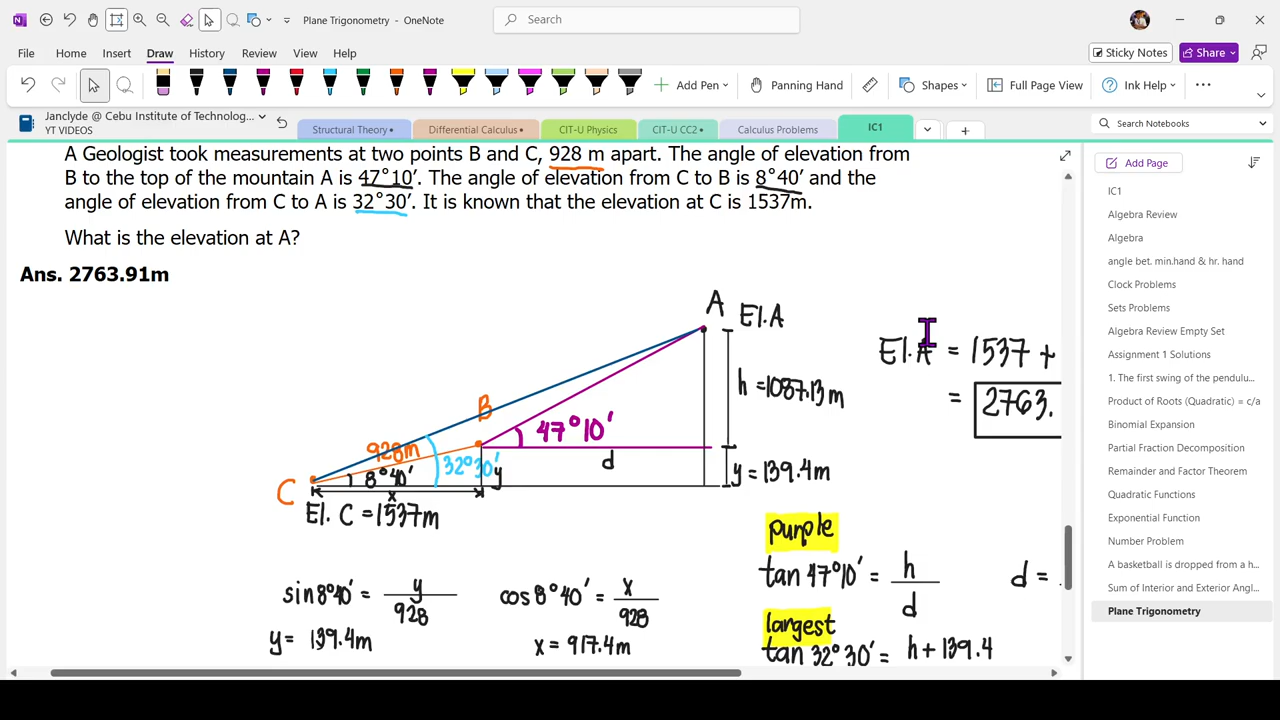 Plane Trigonometry - OneNote
Search
File Home Insert Draw History Review View Help
Sticky Notes
Share
Add Pen
Panning Hand
Shapes
Full Page View
Ink Help
Janclyde @ Cebu Institute of Technolog...
YT VIDEOS
Structural Theory
Differential Calculus
CIT-U Physics
CIT-U CC2
Calculus Problems
IC1
Search Notebooks
A Geologist took measurements at two points B and C, 928 m apart. The angle of elevation from
B to the top of the mountain A is 47°10'. The angle of elevation from C to B is 8°40' and the
angle of elevation from C to A is 32°30'. It is known that the elevation at C is 1537m.
What is the elevation at A?
Ans. 2763.91m
A El.A
El.A = 1537 +
= 2763.
h = 1087.13 m
B
47°10'
928m
32°30'
d
8°40'
y
y = 139.4m
C
x
El. C = 1537m
purple
tan 47°10' = h/d
d =
sin 8°40' = y/928
cos 8°40' = x/928
largest
y = 139.4m
x = 917.4m
tan 32°30' = h + 139.4
Add Page
IC1
Algebra Review
Algebra
angle bet. min.hand & hr. hand
Clock Problems
Sets Problems
Algebra Review Empty Set
Assignment 1 Solutions
1. The first swing of the pendulu...
Product of Roots (Quadratic) = c/a
Binomial Expansion
Partial Fraction Decomposition
Remainder and Factor Theorem
Quadratic Functions
Exponential Function
Number Problem
A basketball is dropped from a h...
Sum of Interior and Exterior Angl...
Plane Trigonometry